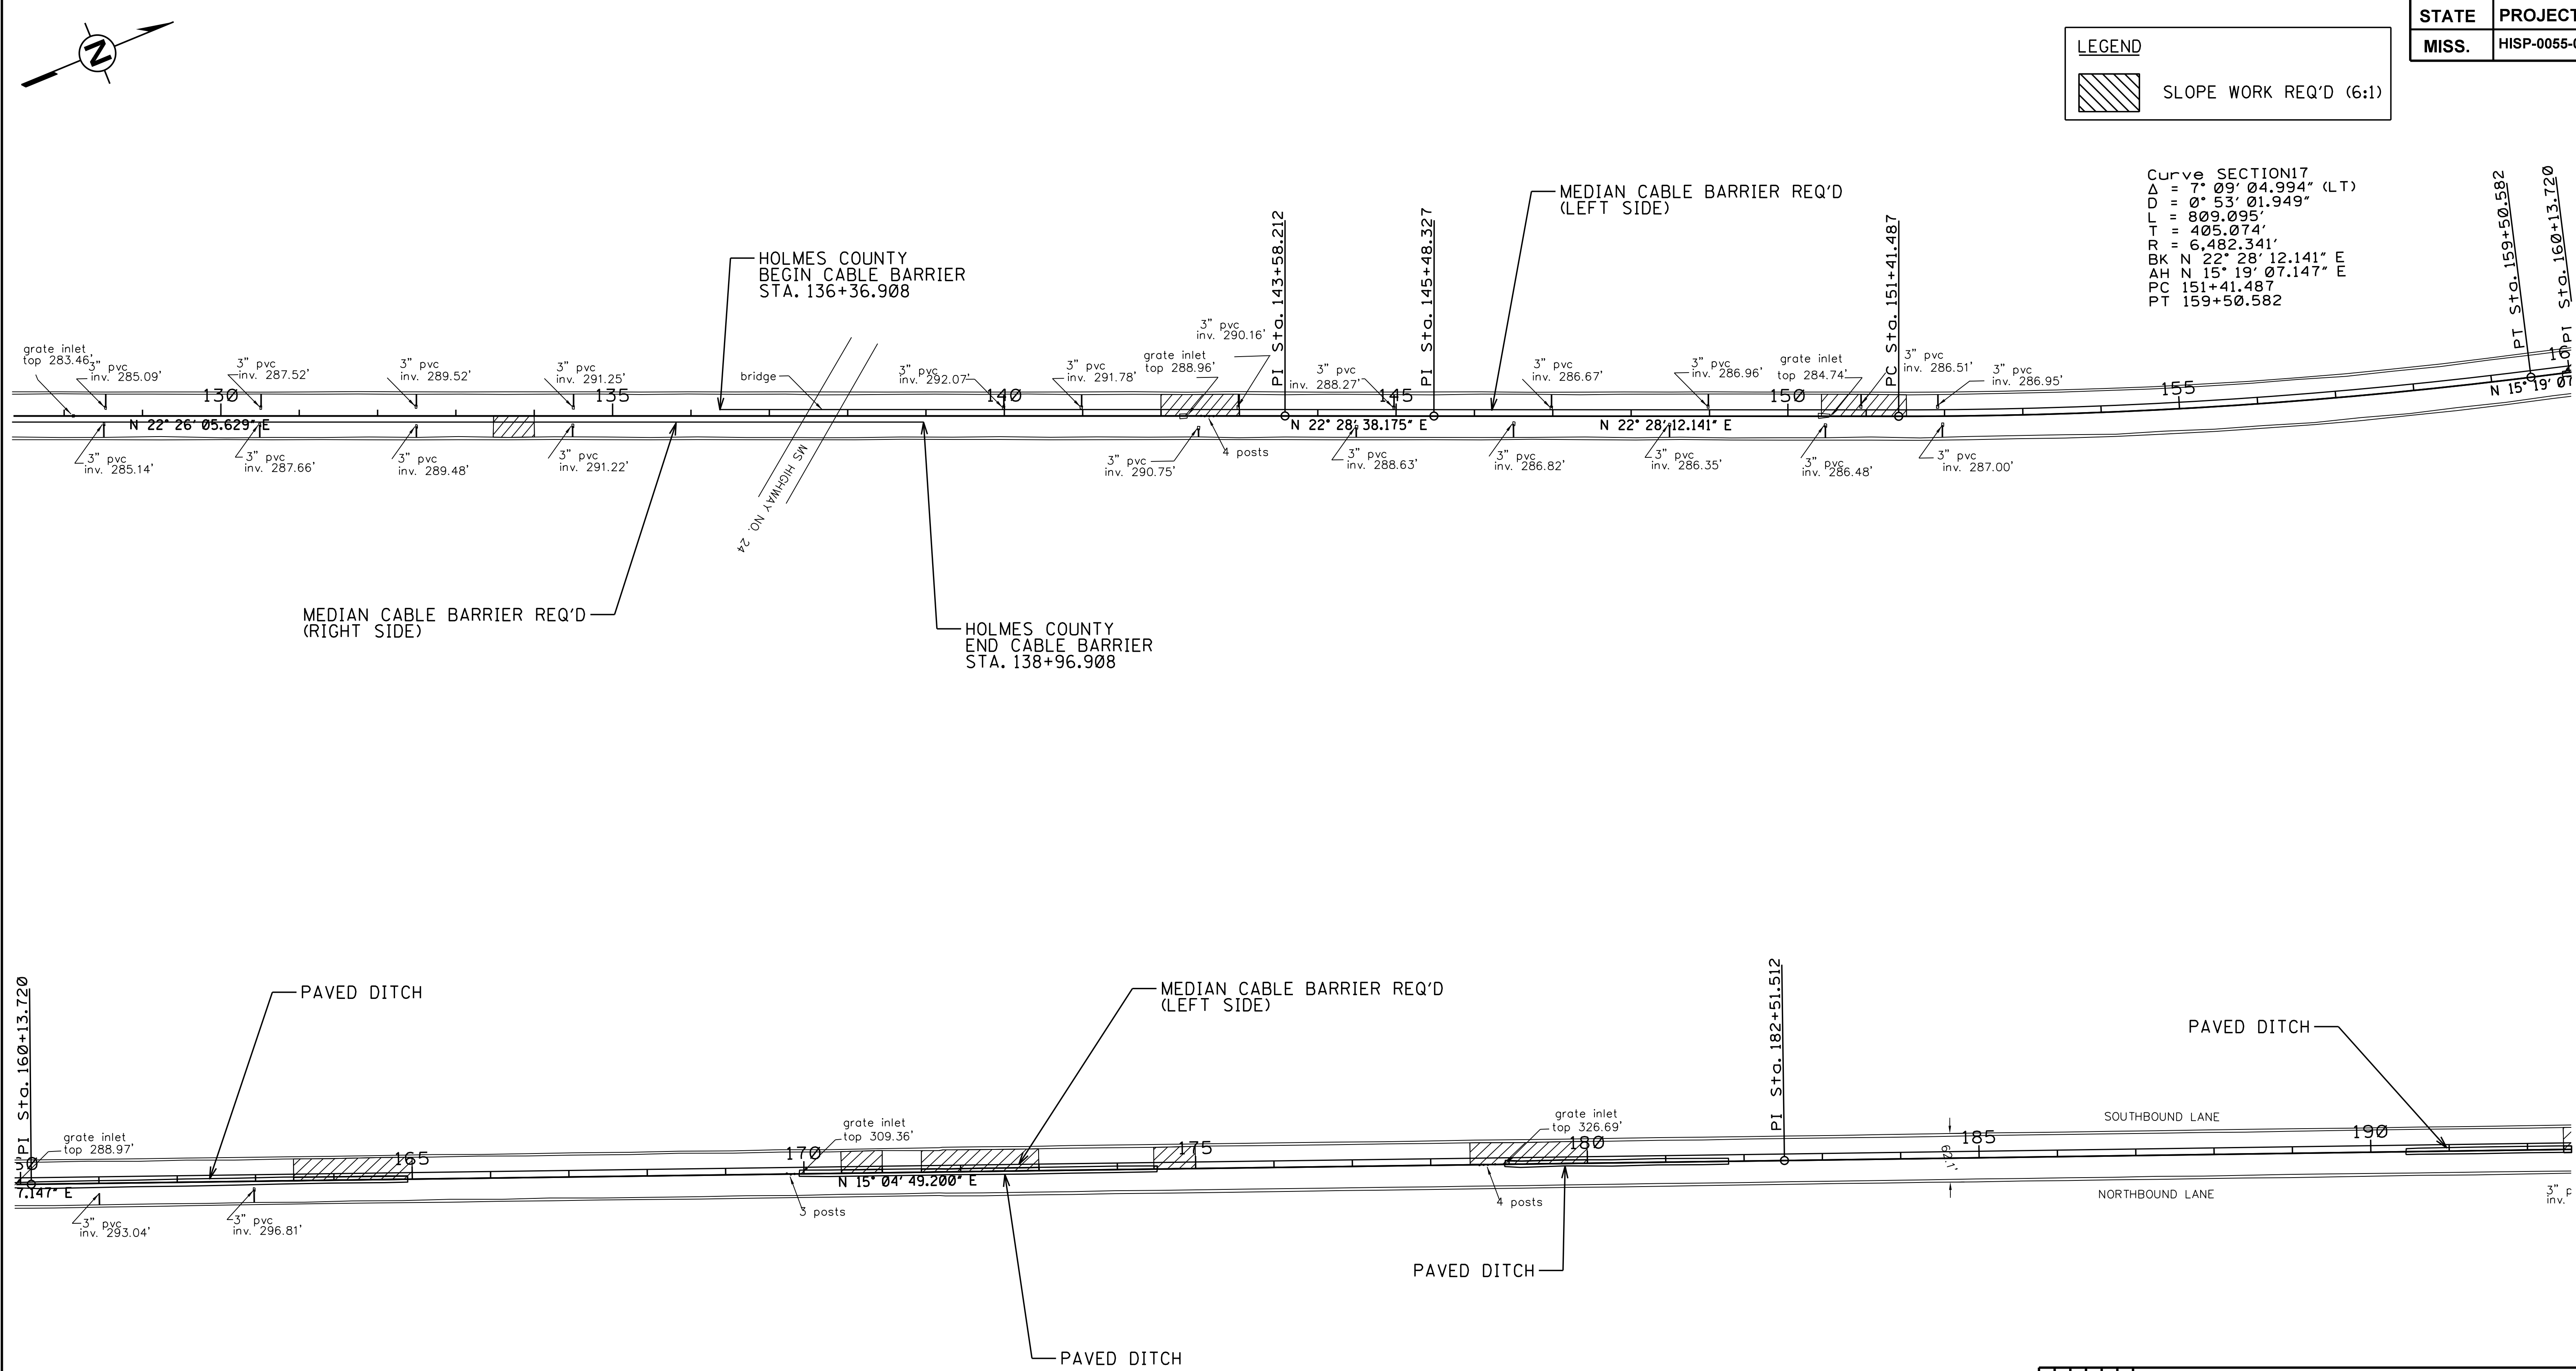 N
STATE
PROJECT
MISS.
HISP-0055-
LEGEND
SLOPE WORK REQ'D (6:1)
Curve SECTION17
Δ = 7° 09' 04.994" (LT)
D = 0° 53' 01.949"
L = 809.095'
T = 405.074'
R = 6,482.341'
BK N 22° 28' 12.141" E
AH N 15° 19' 07.147" E
PC 151+41.487
PT 159+50.582
PT Sta. 159+50.582
PI Sta. 160+13.720
MEDIAN CABLE BARRIER REQ'D
(LEFT SIDE)
PI Sta. 143+58.212
PI Sta. 145+48.327
PC Sta. 151+41.487
HOLMES COUNTY
BEGIN CABLE BARRIER
STA. 136+36.908
grate inlet
top 283.46'
3" pvc
inv. 285.09'
3" pvc
inv. 287.52'
3" pvc
inv. 289.52'
3" pvc
inv. 291.25'
bridge
3" pvc
inv. 292.07'
3" pvc
inv. 291.78'
grate inlet
top 288.96'
3" pvc
inv. 290.16'
3" pvc
inv. 288.27'
3" pvc
inv. 286.67'
3" pvc
inv. 286.96'
grate inlet
top 284.74'
3" pvc
inv. 286.51'
3" pvc
inv. 286.95'
130
135
140
145
150
155
16
N 22° 26' 05.629" E
N 22° 28' 38.175" E
N 22° 28' 12.141" E
N 15° 19' 07
3" pvc
inv. 285.14'
3" pvc
inv. 287.66'
3" pvc
inv. 289.48'
3" pvc
inv. 291.22'
MS HIGHWAY NO. 24
3" pvc
inv. 290.75'
4 posts
3" pvc
inv. 288.63'
3" pvc
inv. 286.82'
3" pvc
inv. 286.35'
3" pvc
inv. 286.48'
3" pvc
inv. 287.00'
MEDIAN CABLE BARRIER REQ'D
(RIGHT SIDE)
HOLMES COUNTY
END CABLE BARRIER
STA. 138+96.908
PI Sta. 160+13.720
PAVED DITCH
MEDIAN CABLE BARRIER REQ'D
(LEFT SIDE)
PI Sta. 182+51.512
PAVED DITCH
grate inlet
top 288.97'
grate inlet
top 309.36'
grate inlet
top 326.69'
SOUTHBOUND LANE
165
170
175
180
185
190
62.1'
7.147" E
N 15° 04' 49.200" E
NORTHBOUND LANE
3" pvc
inv. 293.04'
3" pvc
inv. 296.81'
3 posts
4 posts
3" p
inv.
PAVED DITCH
PAVED DITCH